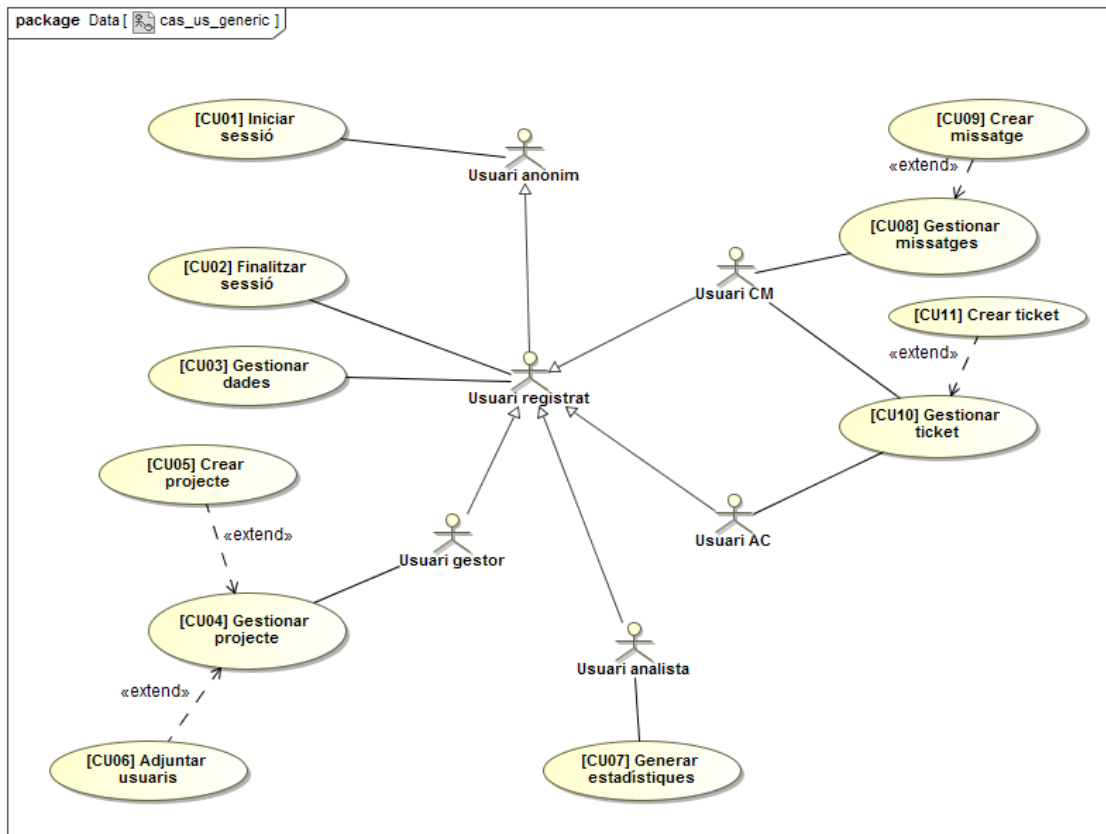 package Data [ cas_us_generic ]
[CU01] Iniciar
sessió
Usuari anonim
[CU09] Crear
missatge
«extend»
[CU08] Gestionar
missatges
[CU02] Finalitzar
sessió
Usuari CM
[CU11] Crear ticket
«extend»
[CU03] Gestionar
dades
Usuari registrat
[CU10] Gestionar
ticket
[CU05] Crear
projecte
«extend»
Usuari gestor
Usuari AC
[CU04] Gestionar
projecte
«extend»
Usuari analista
[CU06] Adjuntar
usuaris
[CU07] Generar
estadístiques